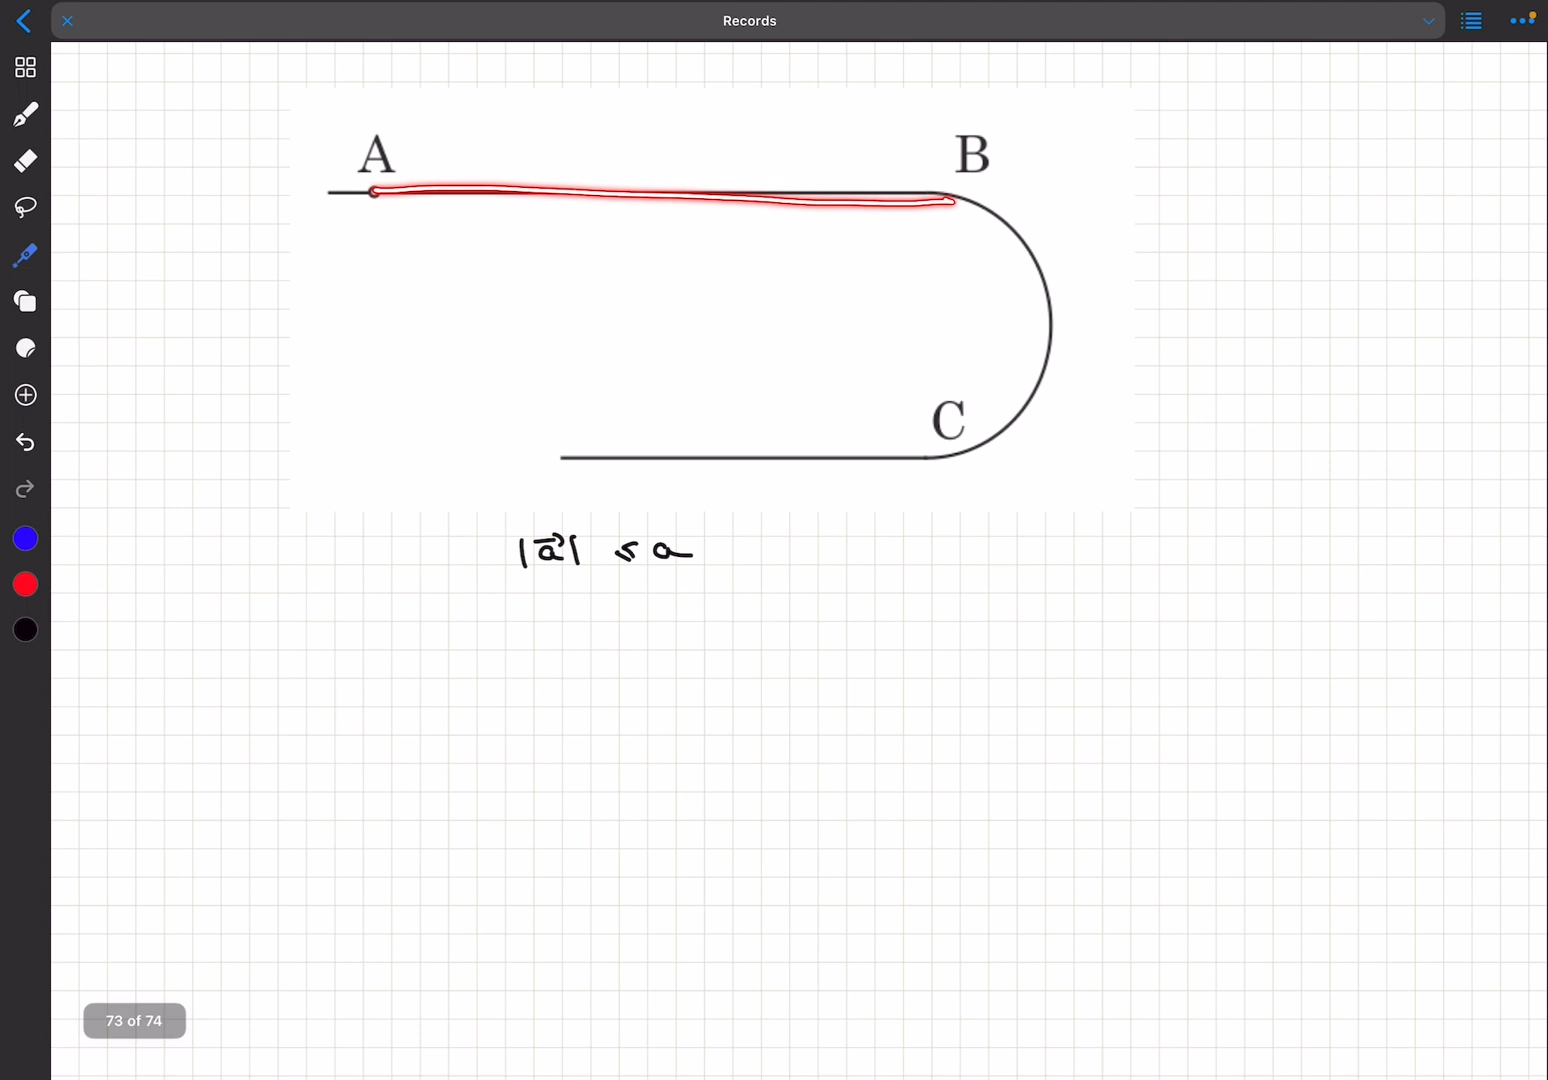 Records
A
B
C
|a⃗| ≤ a
73 of 74